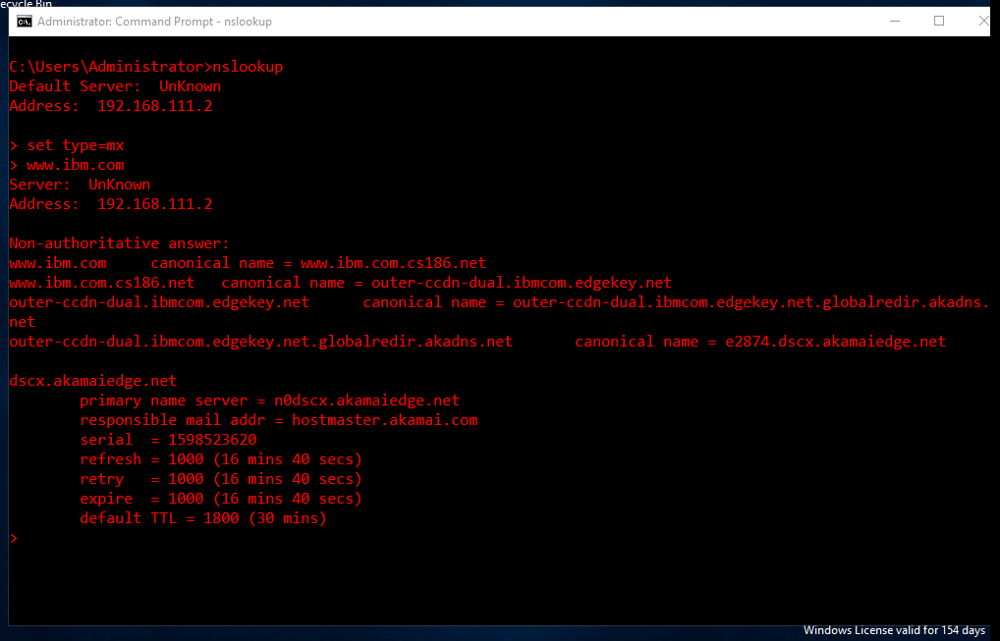 ecycle Bin
Administrator: Command Prompt - nslookup
C:\Users\Administrator>nslookup
Default Server:  UnKnown
Address:  192.168.111.2
> set type=mx
> www.ibm.com
Server:  UnKnown
Address:  192.168.111.2
Non-authoritative answer:
www.ibm.com     canonical name = www.ibm.com.cs186.net
www.ibm.com.cs186.net   canonical name = outer-ccdn-dual.ibmcom.edgekey.net
outer-ccdn-dual.ibmcom.edgekey.net      canonical name = outer-ccdn-dual.ibmcom.edgekey.net.globalredir.akadns.
net
outer-ccdn-dual.ibmcom.edgekey.net.globalredir.akadns.net       canonical name = e2874.dscx.akamaiedge.net
dscx.akamaiedge.net
        primary name server = n0dscx.akamaiedge.net
        responsible mail addr = hostmaster.akamai.com
        serial  = 1598523620
        refresh = 1000 (16 mins 40 secs)
        retry   = 1000 (16 mins 40 secs)
        expire  = 1000 (16 mins 40 secs)
        default TTL = 1800 (30 mins)
>
Windows License valid for 154 days